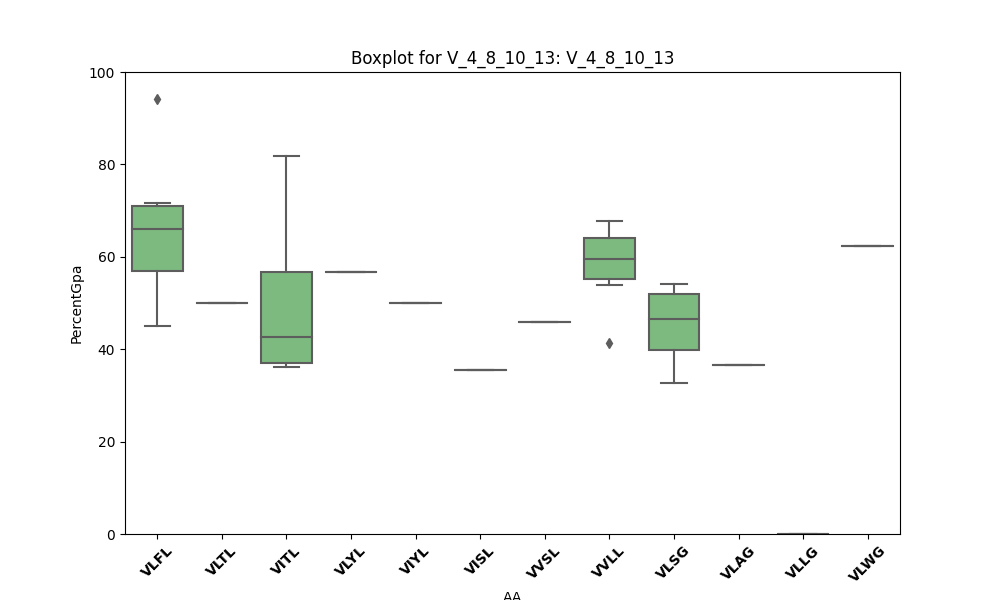 Boxplot for V_4_8_10_13: V_4_8_10_13
100
80
60
40
20
0
PercentGpa
VLFL
VLTL
VITL
VLYL
VIYL
VISL
VVSL
VVLL
VLSG
VLAG
VLLG
VLWG
AA